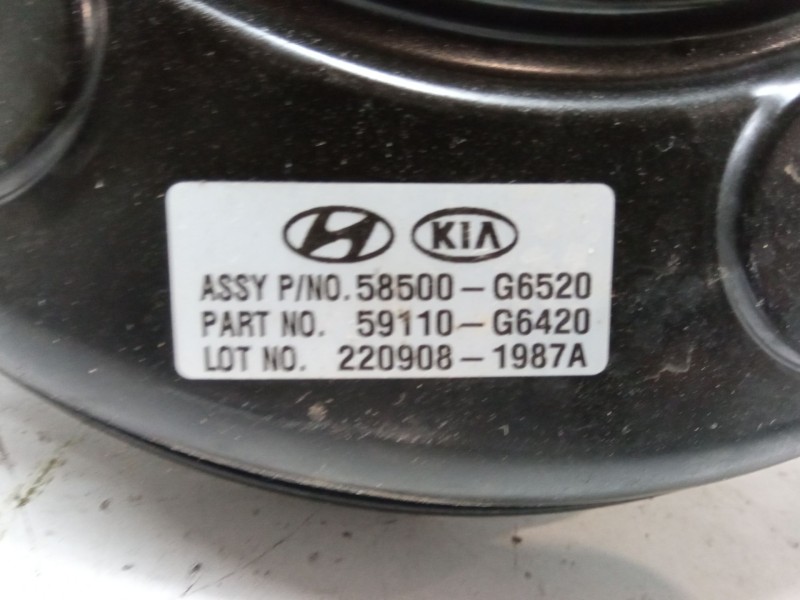 KIA
ASSY P/NO. 58500-G6520
PART NO. 59110-G6420
LOT NO. 220908-1987A